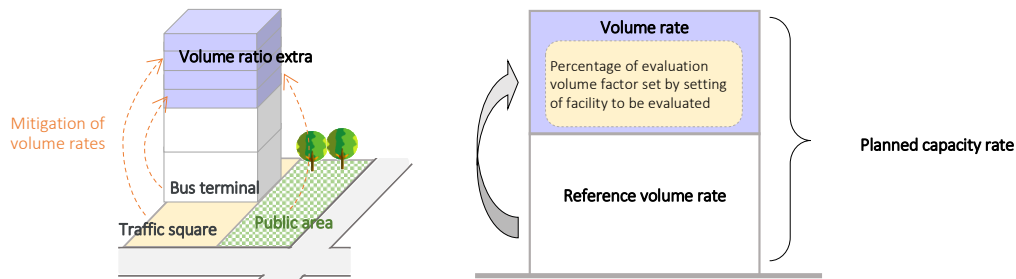 Volume ratio extra
Mitigation of
volume rates
Bus terminal
Traffic square
Public area
Volume rate
Percentage of evaluation
volume factor set by setting
of facility to be evaluated
Reference volume rate
Planned capacity rate